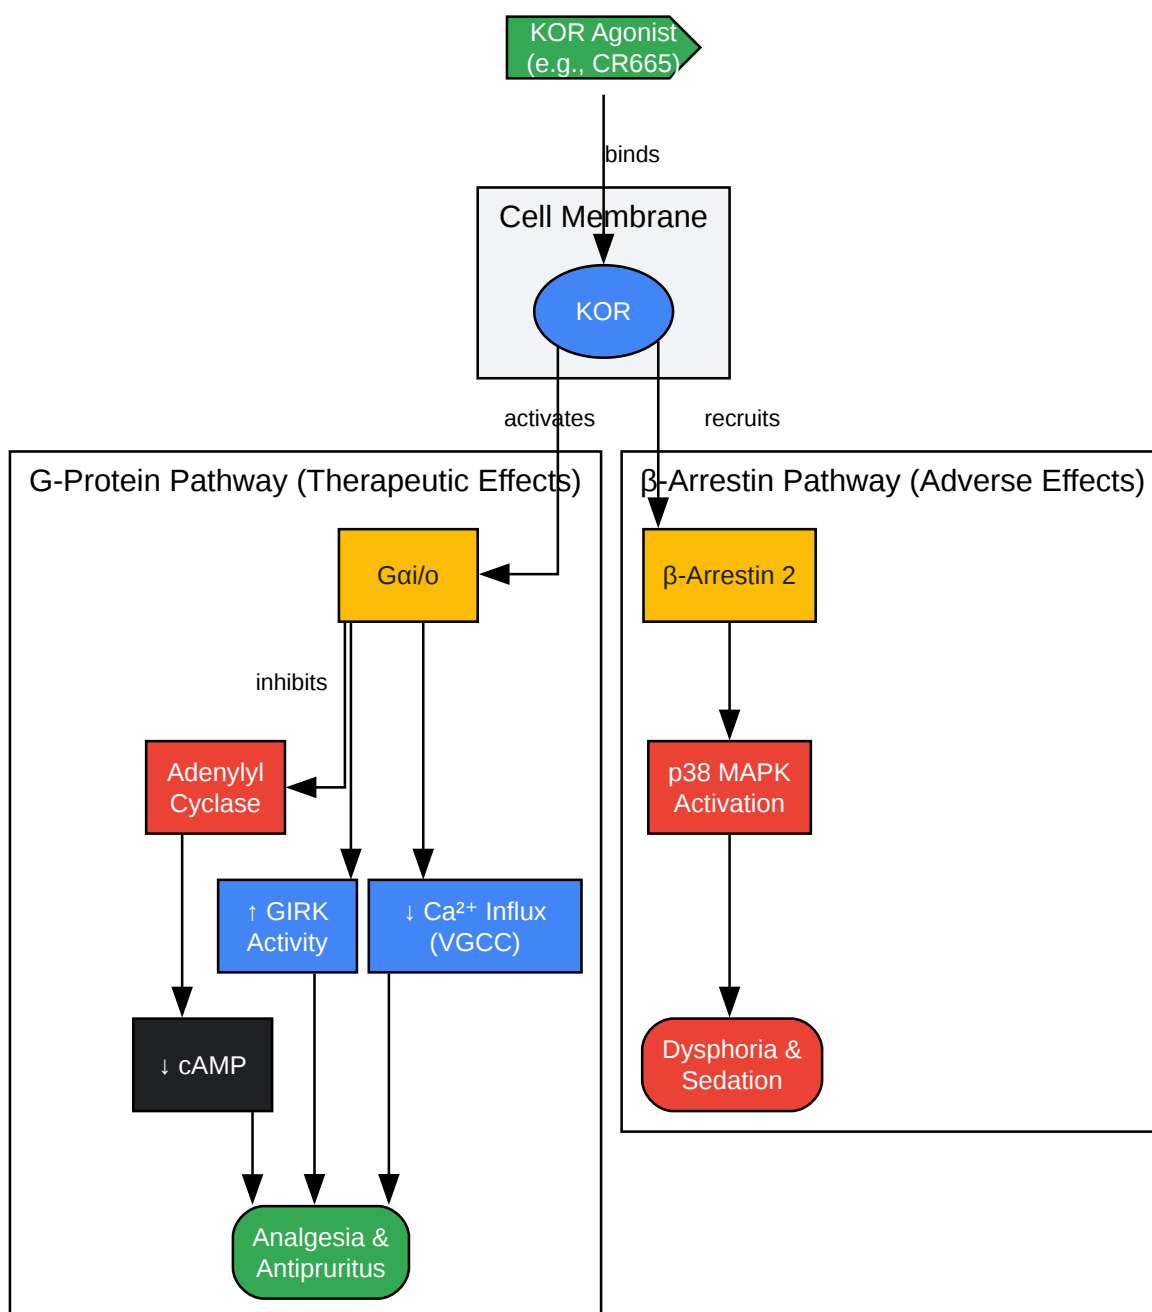 KOR Agonist
(e.g., CR665)
binds
Cell Membrane
KOR
activates
recruits
G-Protein Pathway (Therapeutic Effects)
β-Arrestin Pathway (Adverse Effects)
Gαi/o
β-Arrestin 2
inhibits
Adenylyl
Cyclase
p38 MAPK
Activation
↑ GIRK
Activity
↓ Ca²⁺ Influx
(VGCC)
↓ cAMP
Dysphoria &
Sedation
Analgesia &
Antipruritus